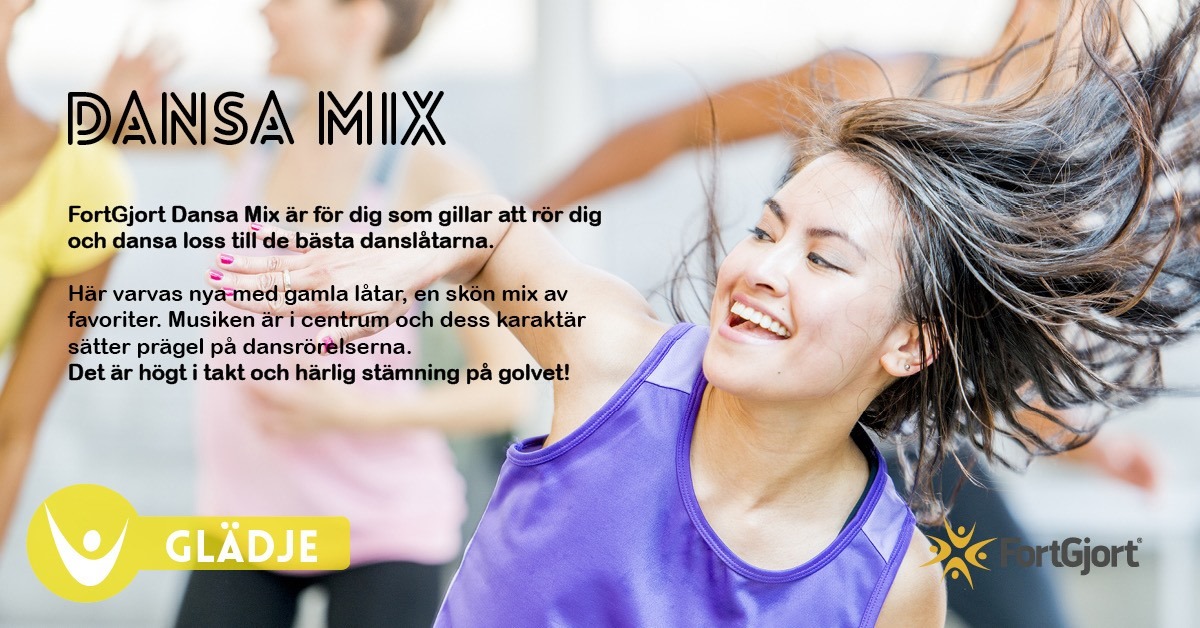 DANSA MIX
FortGjort Dansa Mix är för dig som gillar att rör dig
och dansa loss till de bästa danslåtarna.
Här varvas nya med gamla låtar, en skön mix av
favoriter. Musiken är i centrum och dess karaktär
sätter prägel på dansrörelserna.
Det är högt i takt och härlig stämning på golvet!
GLÄDJE
FortGjort®